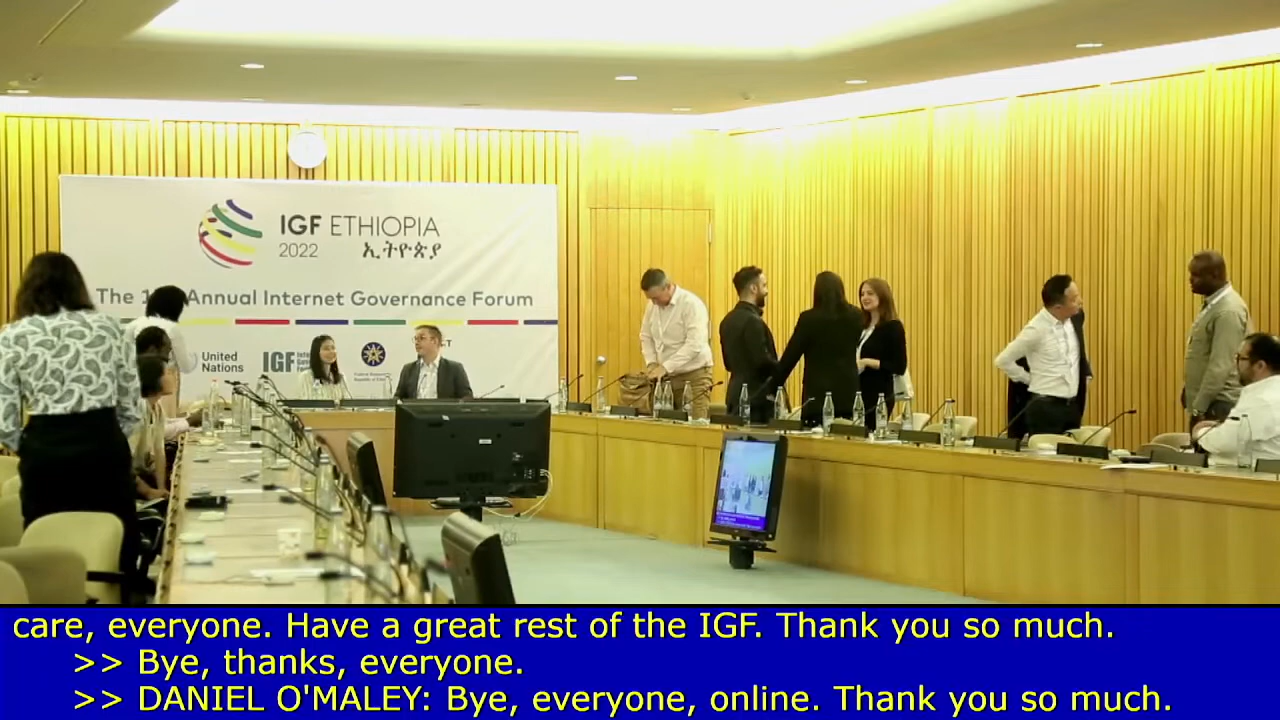 IGF ETHIOPIA
2022 ኢትዮጵያ
The Annual Internet Governance Forum
United
Nations
IGF
care, everyone. Have a great rest of the IGF. Thank you so much.
>> Bye, thanks, everyone.
>> DANIEL O'MALEY: Bye, everyone, online. Thank you so much.